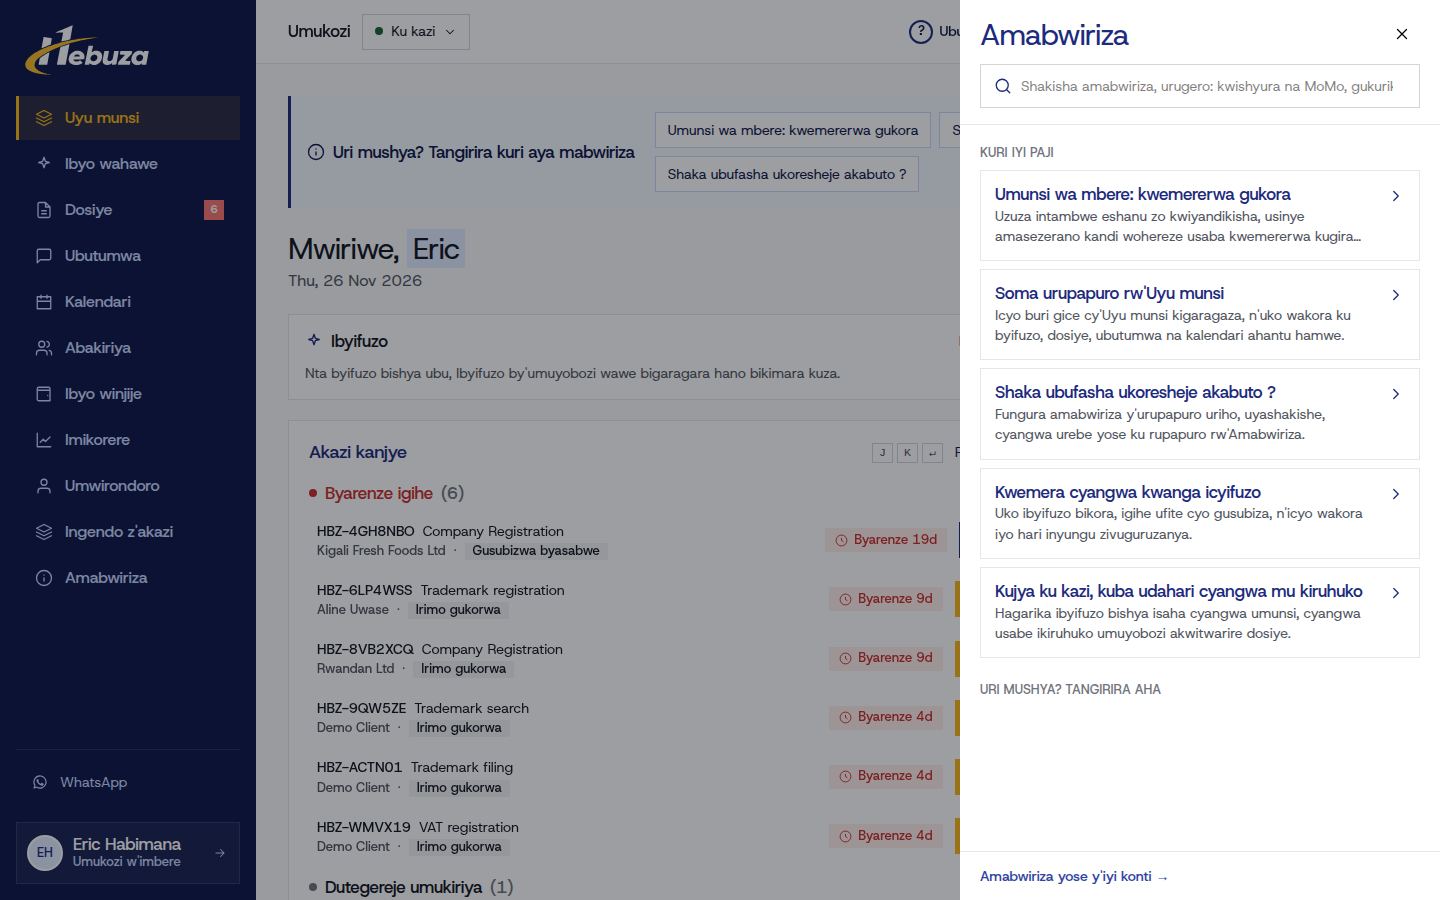 Hebuza
Uyu munsi
Ibyo wahawe
Dosiye
6
Ubutumwa
Kalendari
Abakiriya
Ibyo winjije
Imikorere
Umwirondoro
Ingendo z'akazi
Amabwiriza
WhatsApp
EH
Eric Habimana
Umukozi w'imbere
Umukozi
Ku kazi
Uri mushya? Tangirira kuri aya mabwiriza
Umunsi wa mbere: kwemererwa gukora
Shaka ubufasha ukoresheje akabuto ?
Mwiriwe, Eric
Thu, 26 Nov 2026
Ibyifuzo
Nta byifuzo bishya ubu, Ibyifuzo by'umuyobozi wawe bigaragara hano bikimara kuza.
Akazi kanjye
J K ↵
Byarenze igihe (6)
HBZ-4GH8NBO Company Registration
Kigali Fresh Foods Ltd · Gusubizwa byasabwe
Byarenze 19d
HBZ-6LP4WSS Trademark registration
Aline Uwase · Irimo gukorwa
Byarenze 9d
HBZ-8VB2XCQ Company Registration
Rwandan Ltd · Irimo gukorwa
Byarenze 9d
HBZ-9QW5ZE Trademark search
Demo Client · Irimo gukorwa
Byarenze 4d
HBZ-ACTN01 Trademark filing
Demo Client · Irimo gukorwa
Byarenze 4d
HBZ-WMVX19 VAT registration
Demo Client · Irimo gukorwa
Byarenze 4d
Dutegereje umukiriya (1)
Amabwiriza
Shakisha amabwiriza, urugero: kwishyura na MoMo,
KURI IYI PAJI
Umunsi wa mbere: kwemererwa gukora
Uzuza intambwe eshanu zo kwiyandikisha, usinye
amasezerano kandi wohereze usaba kwemererwa kugira…
Soma urupapuro rw'Uyu munsi
Icyo buri gice cy'Uyu munsi kigaragaza, n'uko wakora ku
byifuzo, dosiye, ubutumwa na kalendari ahantu hamwe.
Shaka ubufasha ukoresheje akabuto ?
Fungura amabwiriza y'urupapuro uriho, uyashakishe,
cyangwa urebe yose ku rupapuro rw'Amabwiriza.
Kwemera cyangwa kwanga icyifuzo
Uko ibyifuzo bikora, igihe ufite cyo gusubiza, n'icyo wakora
iyo hari inyungu zivuguruzanya.
Kujya ku kazi, kuba udahari cyangwa mu kiruhuko
Hagarika ibyifuzo bishya isaha cyangwa umunsi, cyangwa
usabe ikiruhuko umuyobozi akwitwarire dosiye.
URI MUSHYA? TANGIRIRA AHA
Amabwiriza yose y'iyi konti →